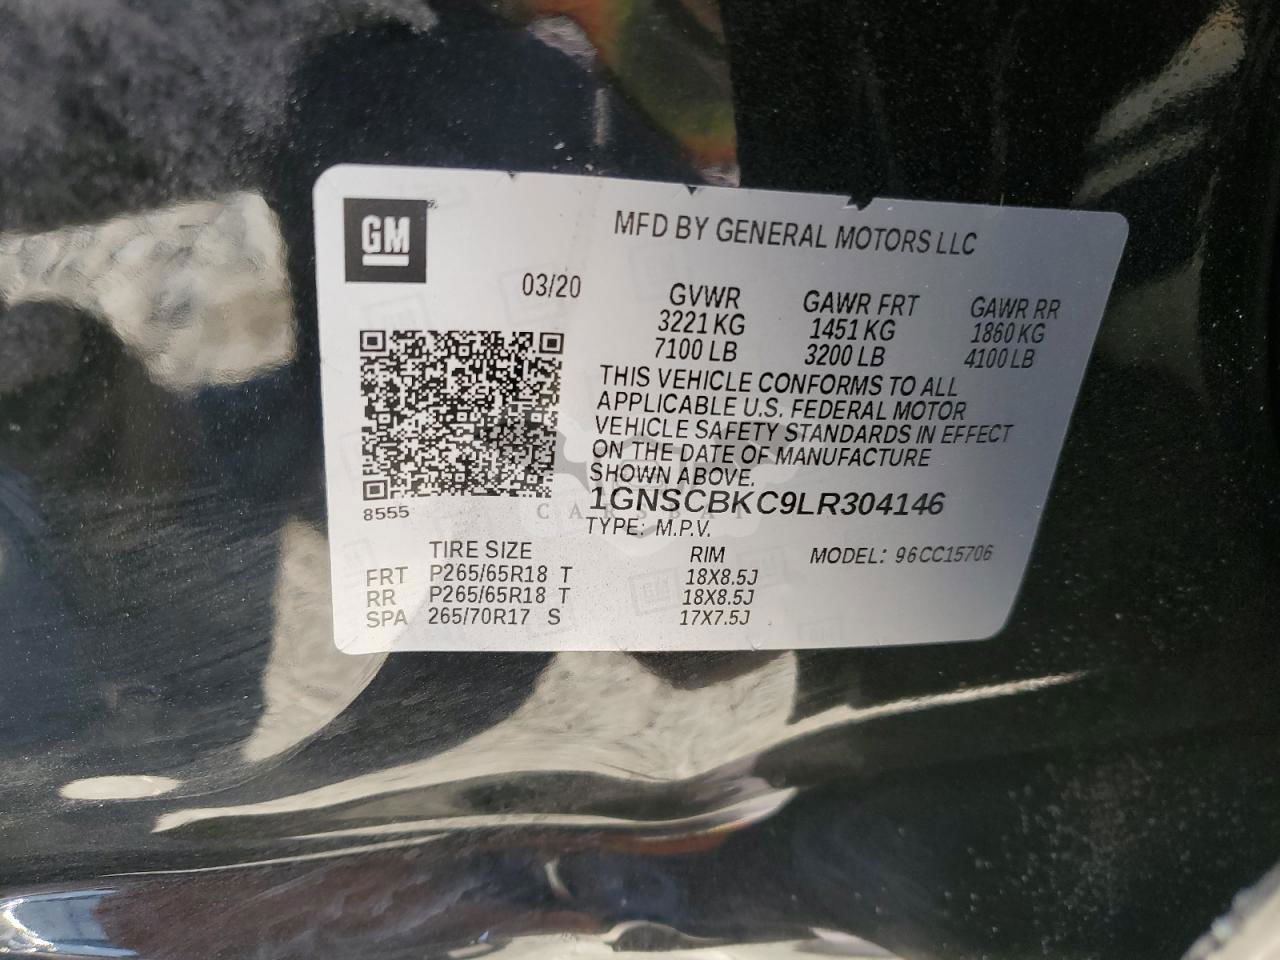 GM
MFD BY GENERAL MOTORS LLC
03/20
GVWR GAWR FRT GAWR RR
3221 KG 1451 KG 1860 KG
7100 LB 3200 LB 4100 LB
THIS VEHICLE CONFORMS TO ALL
APPLICABLE U.S. FEDERAL MOTOR
VEHICLE SAFETY STANDARDS IN EFFECT
ON THE DATE OF MANUFACTURE
SHOWN ABOVE.
8555
1GNSCBKC9LR304146
TYPE: M.P.V.
TIRE SIZE RIM MODEL: 96CC15706
FRT P265/65R18 T 18X8.5J
RR P265/65R18 T 18X8.5J
SPA 265/70R17 S 17X7.5J